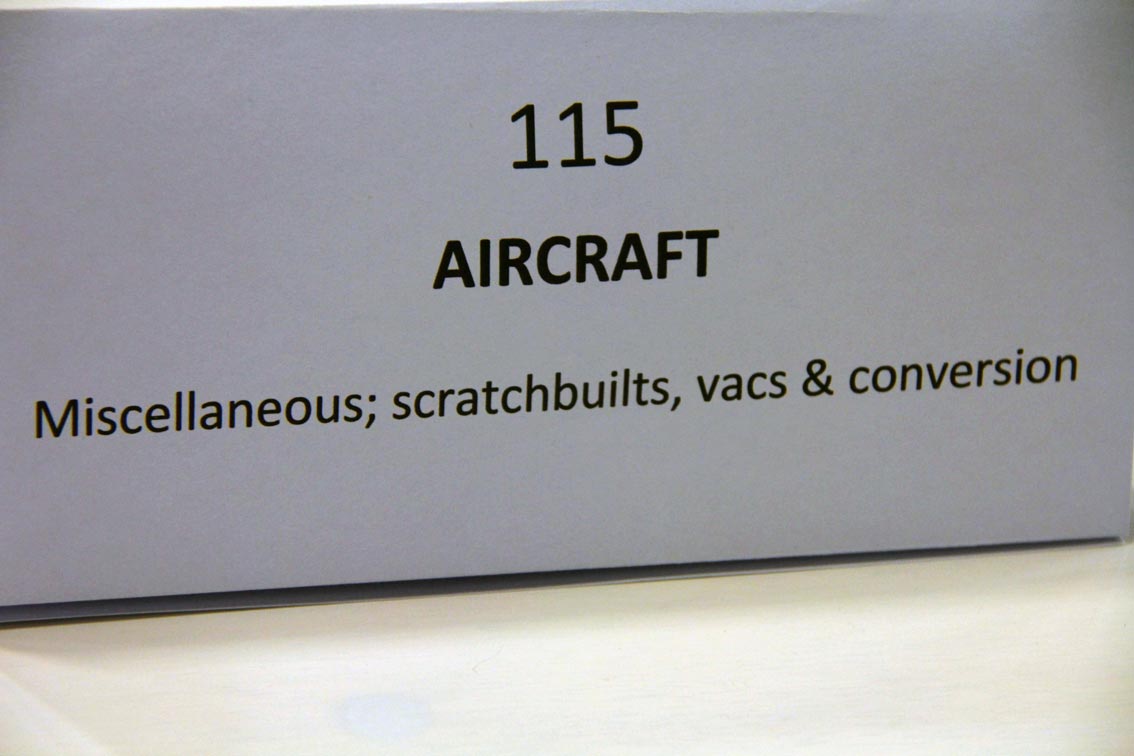 115
AIRCRAFT
Miscellaneous; scratchbuilts, vacs & conversion